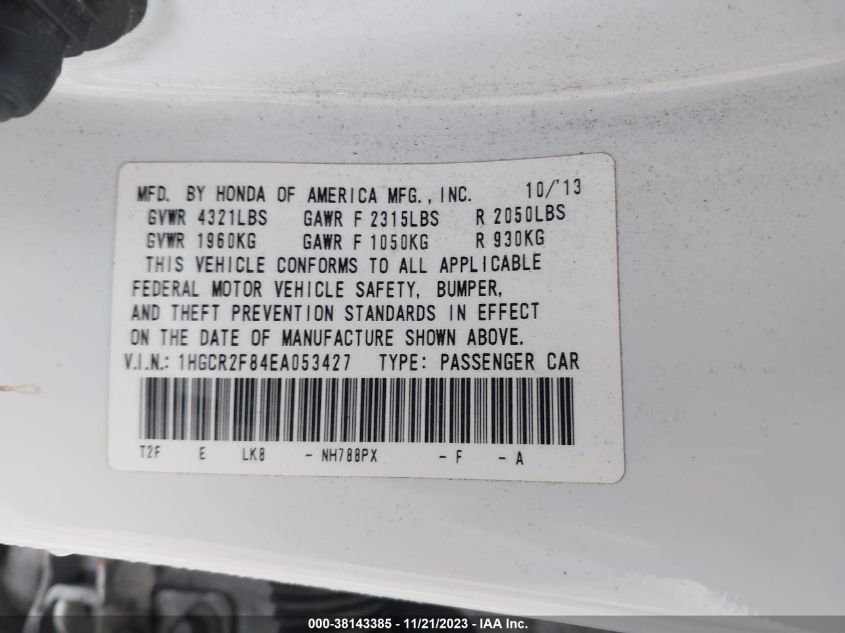 MFD. BY HONDA OF AMERICA MFG., INC. 10/'13
GVWR 4321LBS GAWR F 2315LBS R 2050LBS
GVWR 1960KG GAWR F 1050KG R 930KG
THIS VEHICLE CONFORMS TO ALL APPLICABLE
FEDERAL MOTOR VEHICLE SAFETY, BUMPER,
AND THEFT PREVENTION STANDARDS IN EFFECT
ON THE DATE OF MANUFACTURE SHOWN ABOVE.
V.I.N.: 1HGCR2F84EA053427 TYPE: PASSENGER CAR
T2F E LK8 - NH788PX - F - A
000-38143385 - 11/21/2023 - IAA Inc.